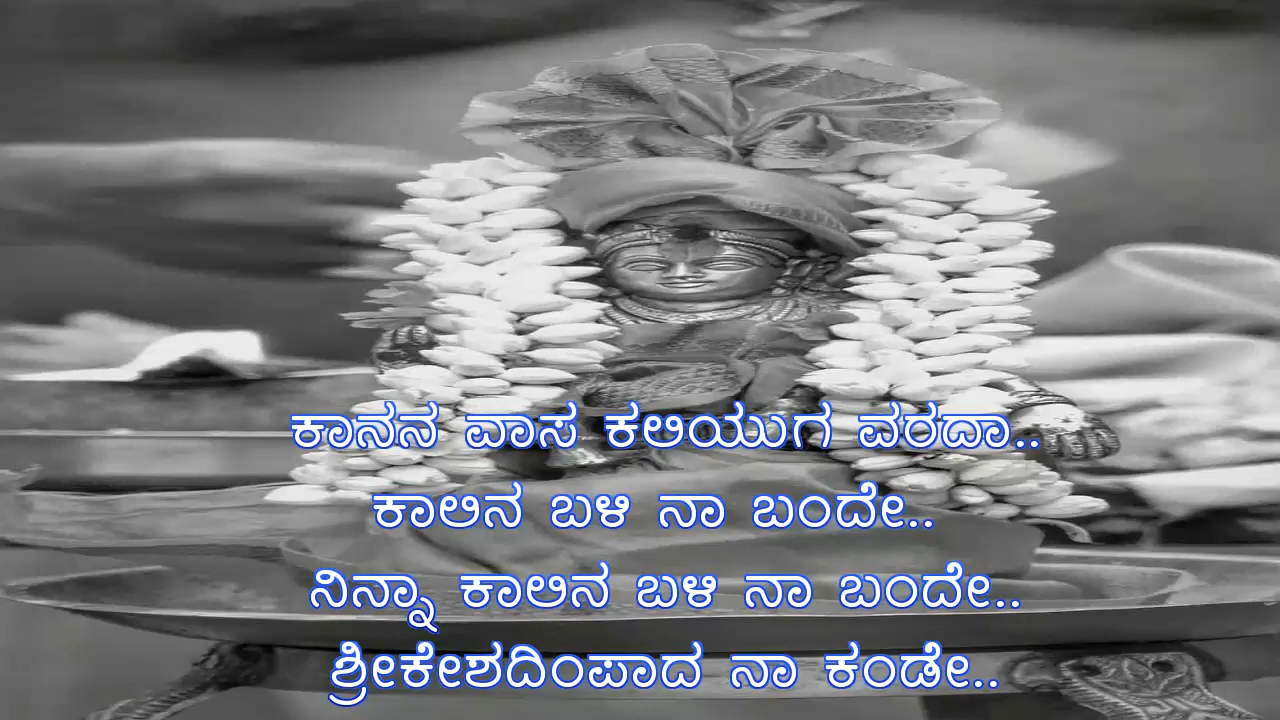 ಕಾನನ ವಾಸ ಕಲಿಯುಗ ವರದಾ..
ಕಾಲಿನ ಬಳಿ ನಾ ಬಂದೇ..
ನಿನ್ನಾ ಕಾಲಿನ ಬಳಿ ನಾ ಬಂದೇ..
ಶ್ರೀಕೇಶದಿಂಪಾದ ನಾ ಕಂಡೇ..